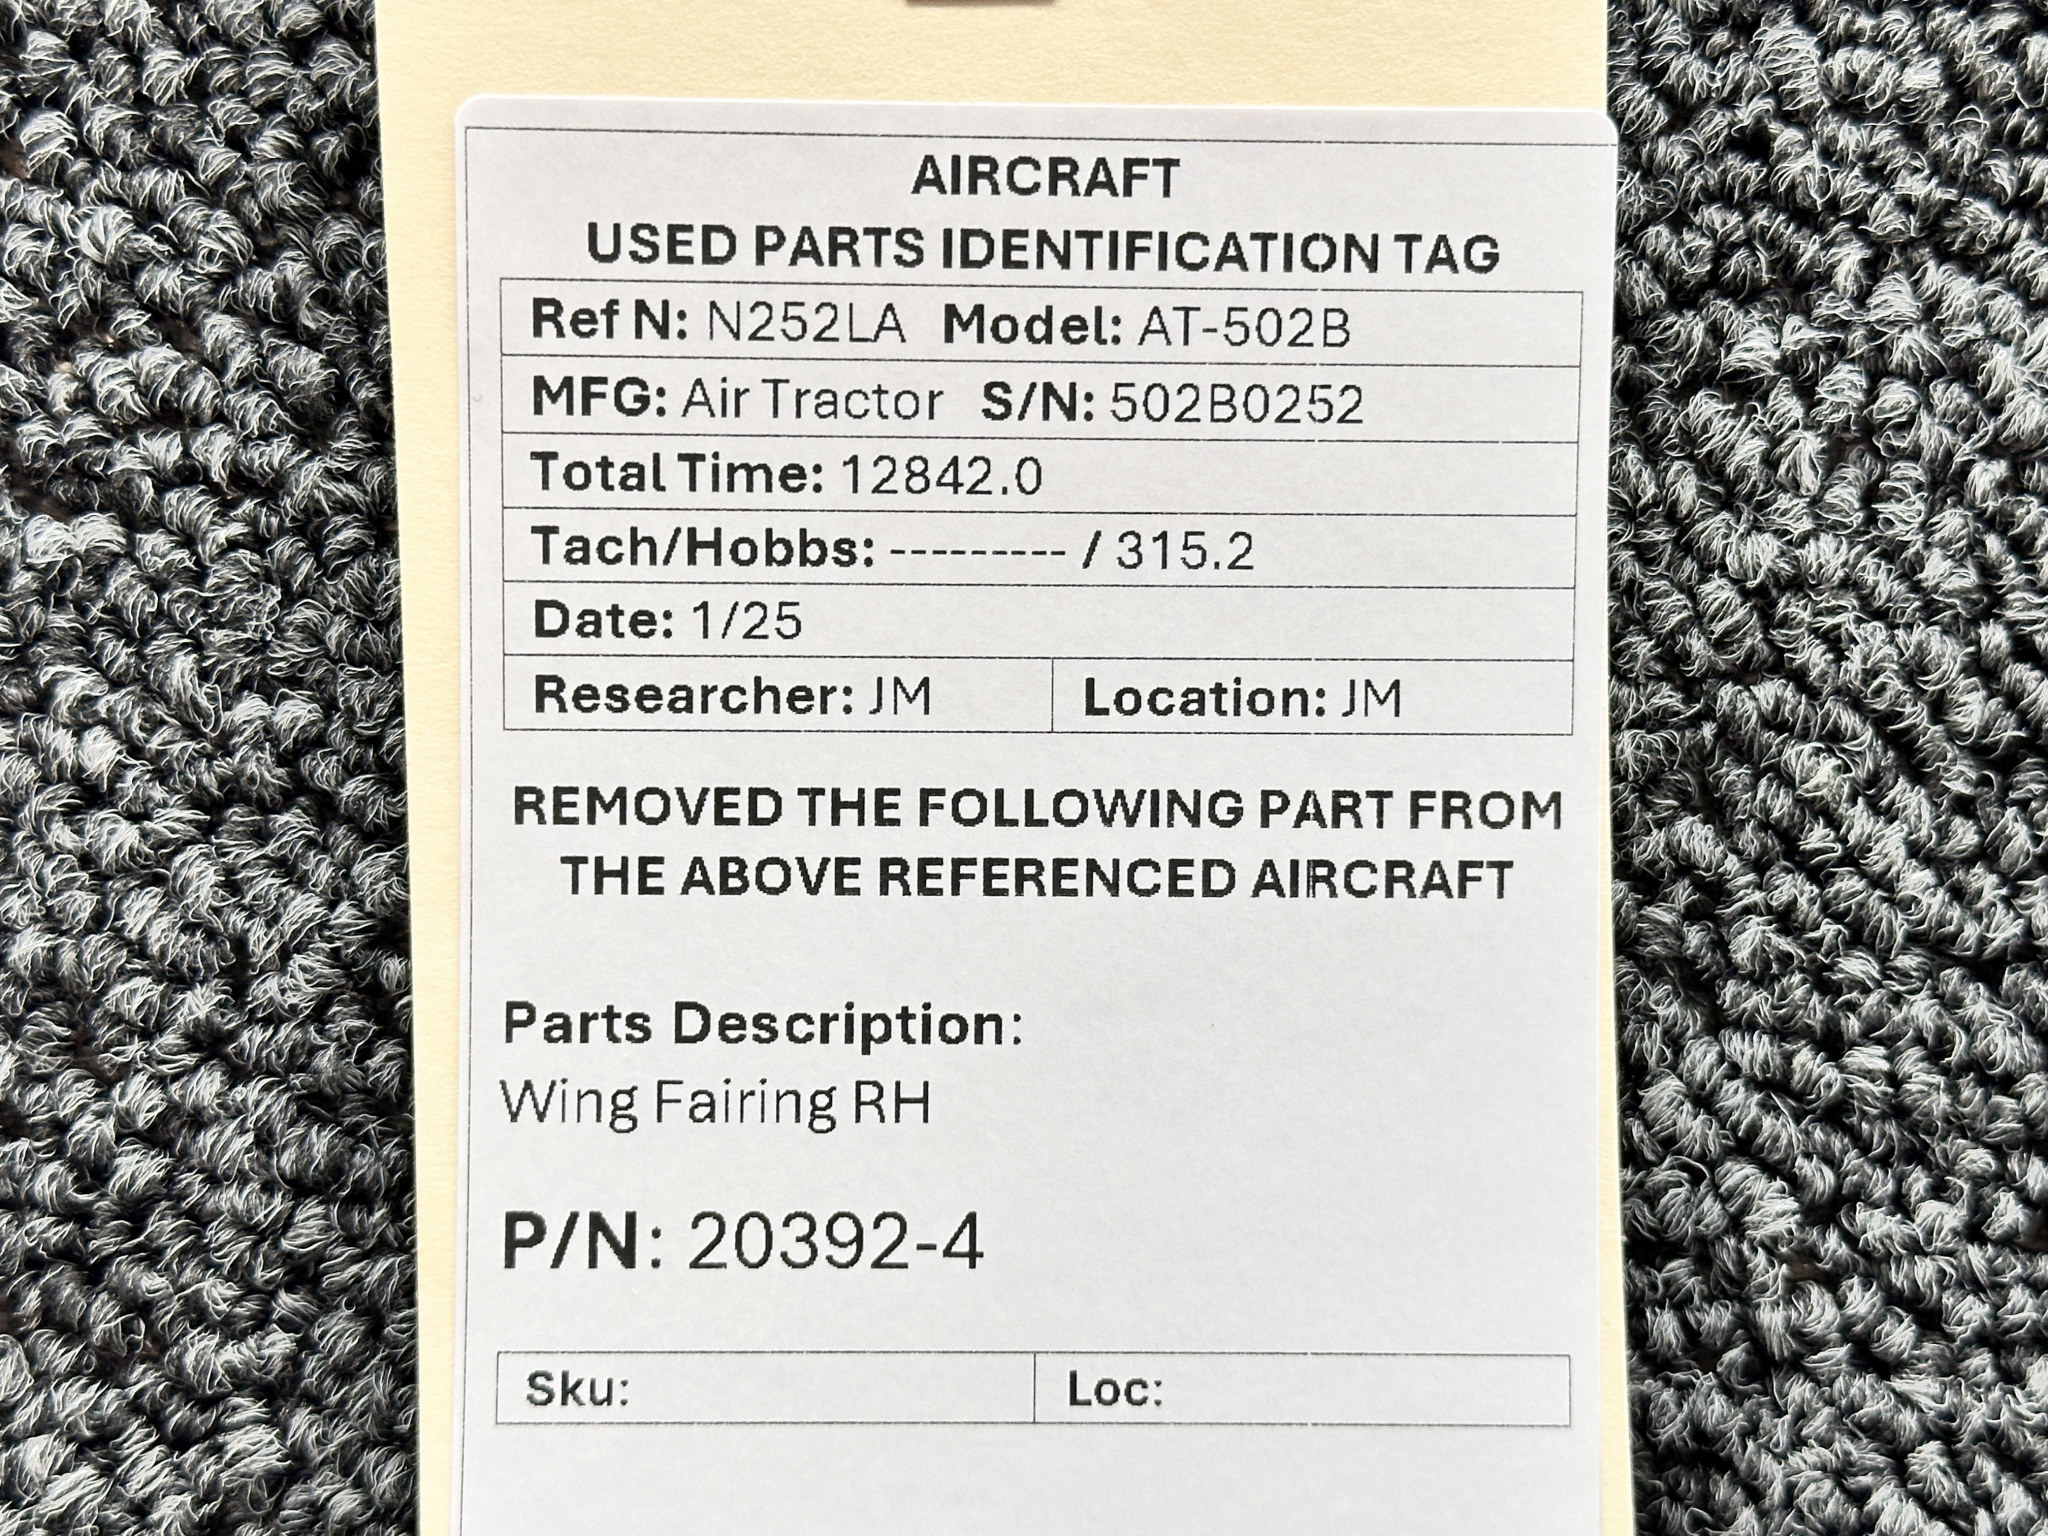 AIRCRAFT
USED PARTS IDENTIFICATION TAG
Ref N: N252LA Model: AT-502B
MFG: Air Tractor S/N: 502B0252
Total Time: 12842.0
Tach/Hobbs: --------- / 315.2
Date: 1/25
Researcher: JM Location: JM
REMOVED THE FOLLOWING PART FROM
THE ABOVE REFERENCED AIRCRAFT
Parts Description:
Wing Fairing RH
P/N: 20392-4
Sku: Loc: